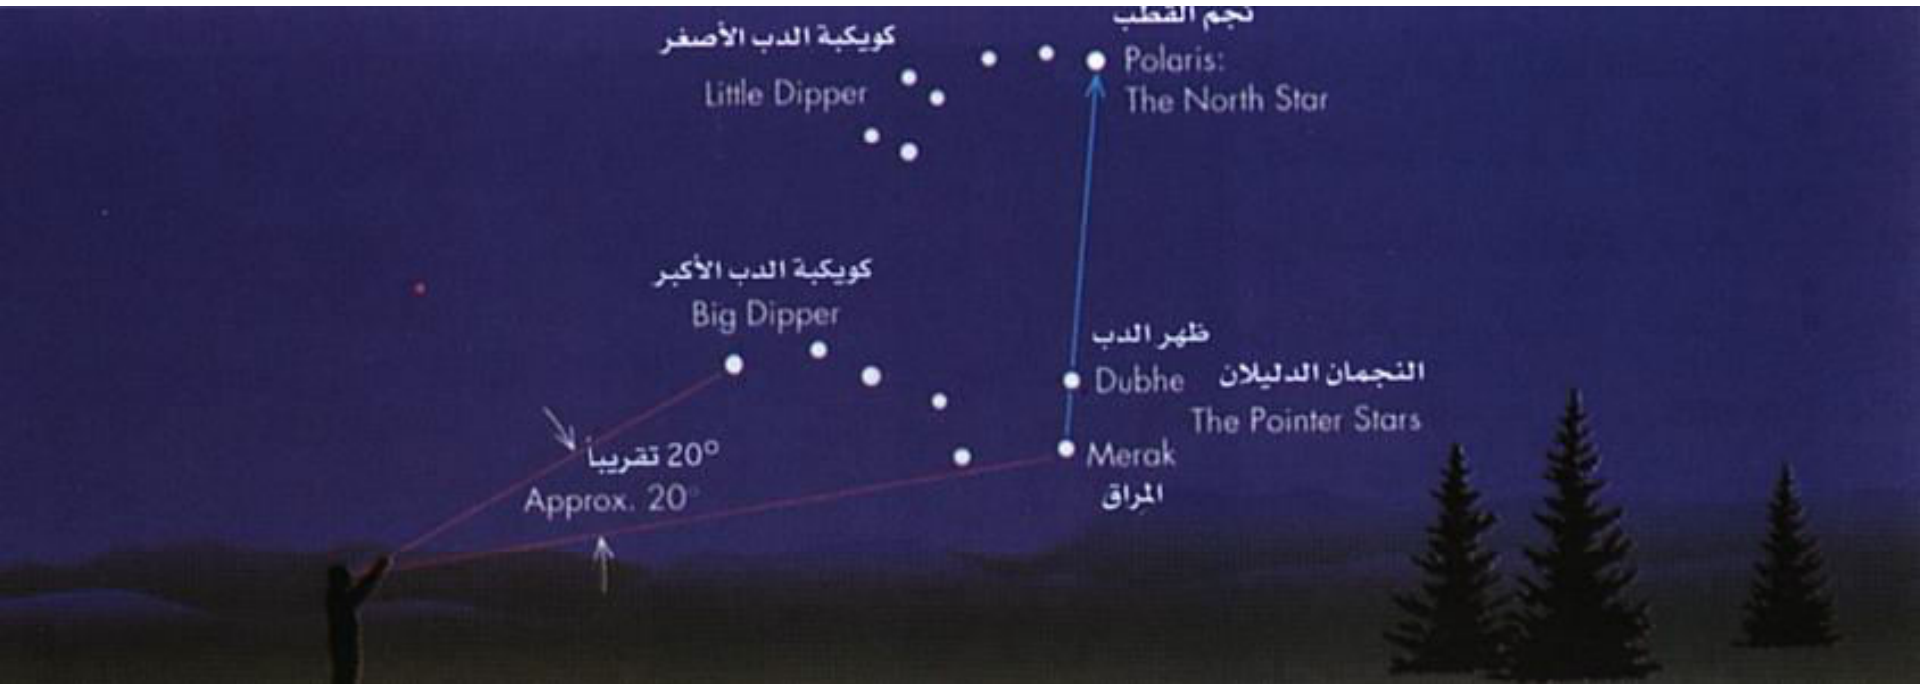 نجم القطب
كويكبة الدب الأصغر
Polaris:
Little Dipper
The North Star
كويكبة الدب الأكبر
Big Dipper
ظهر الدب
Dubhe
النجمان الدليلان
The Pointer Stars
20° تقريباً
Approx. 20°
Merak
المراق